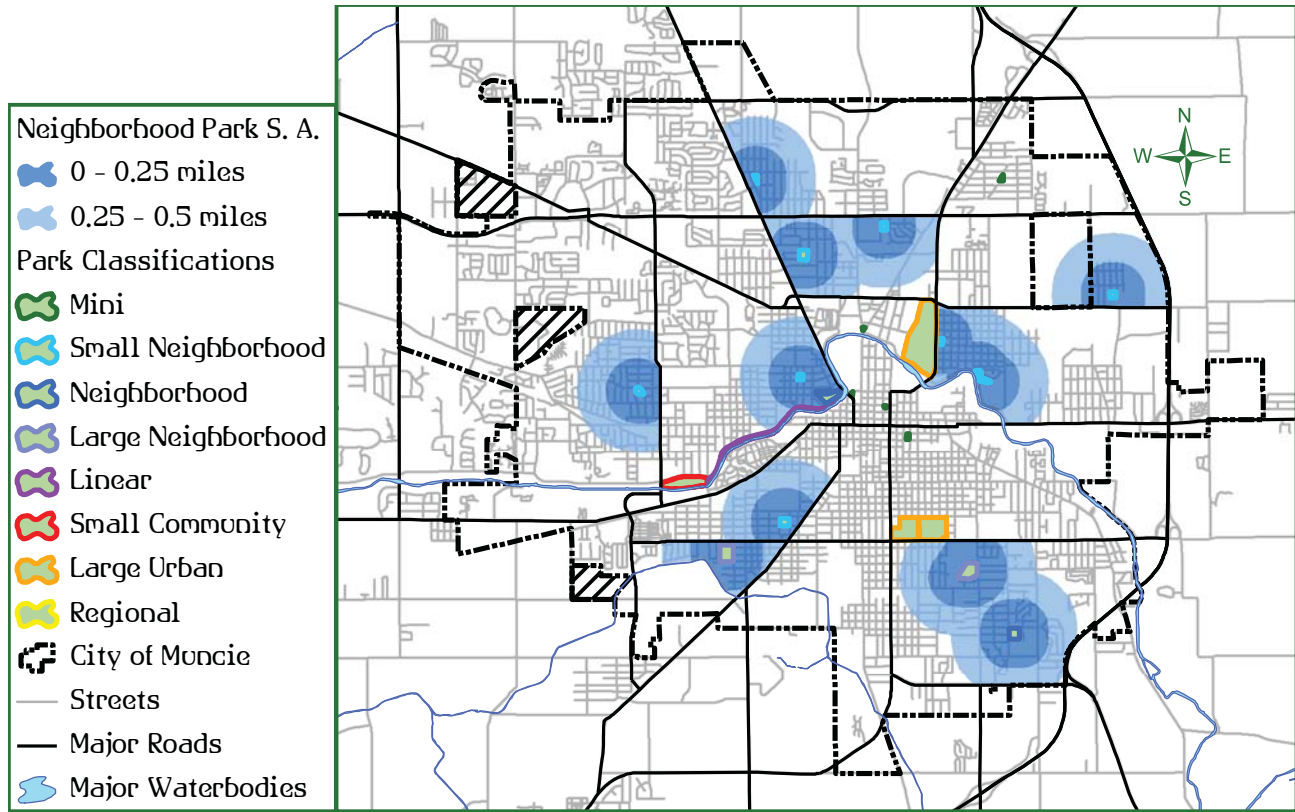 Neighborhood Park S. A.
0 - 0.25 miles
0.25 - 0.5 miles
Park Classifications
Mini
Small Neighborhood
Neighborhood
Large Neighborhood
Linear
Small Community
Large Urban
Regional
City of Muncie
Streets
Major Roads
Major Waterbodies
N
W E
S